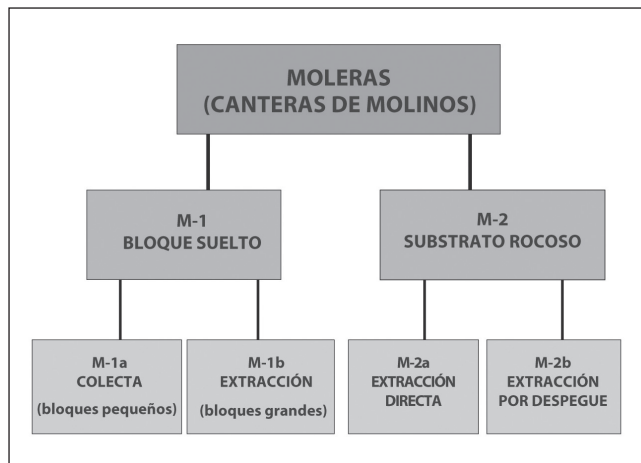 MOLERAS
(CANTERAS DE MOLINOS)
M-1
BLOQUE SUELTO
M-2
SUBSTRATO ROCOSO
M-1a
COLECTA
(bloques pequeños)
M-1b
EXTRACCIÓN
(bloques grandes)
M-2a
EXTRACCIÓN
DIRECTA
M-2b
EXTRACCIÓN
POR DESPEGUE